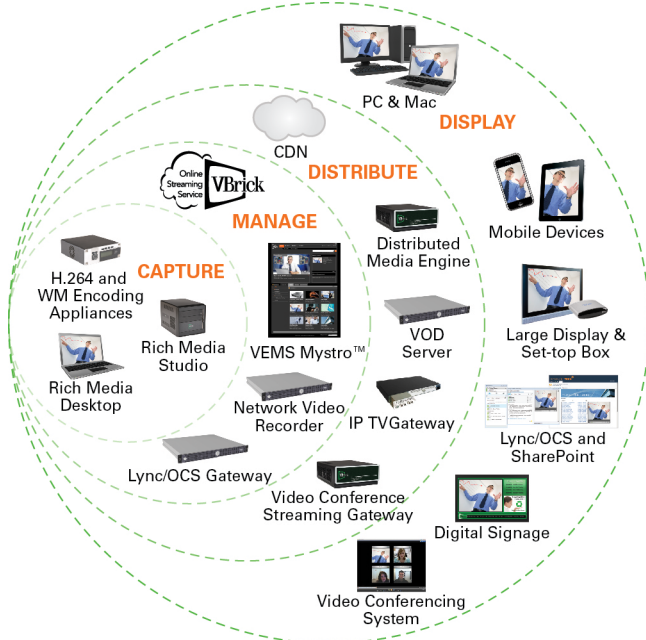 PC & Mac
DISPLAY
CDN
DISTRIBUTE
Online
Streaming
Service
VBrick
MANAGE
Mobile Devices
Distributed
Media Engine
CAPTURE
H.264 and
WM Encoding
Appliances
Rich Media
Studio
VEMS Mystro™
VOD
Server
Large Display &
Set-top Box
Rich Media
Desktop
Network Video
Recorder
IP TVGateway
Lync/OCS and
SharePoint
Lync/OCS Gateway
Video Conference
Streaming Gateway
Digital Signage
Video Conferencing
System